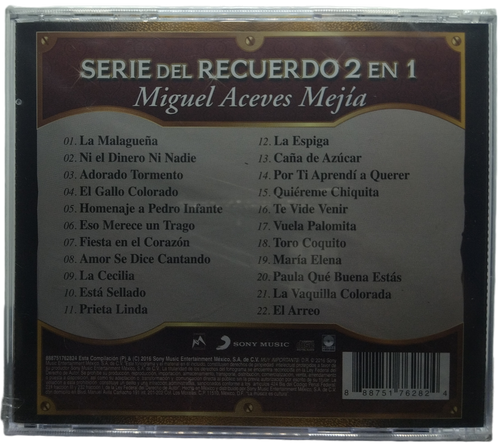 SERIE DEL RECUERDO 2 EN 1
Miguel Aceves Mejía
01. La Malagueña
02. Ni el Dinero Ni Nadie
03. Adorado Tormento
04. El Gallo Colorado
05. Homenaje a Pedro Infante
06. Eso Merece un Trago
07. Fiesta en el Corazón
08. Amor Se Dice Cantando
09. La Cecilia
10. Está Sellado
11. Prieta Linda
12. La Espiga
13. Caña de Azúcar
14. Por Ti Aprendí a Querer
15. Quiéreme Chiquita
16. Te Vide Venir
17. Vuela Palomita
18. Toro Coquito
19. María Elena
20. Paula Qué Buena Estás
21. La Vaquilla Colorada
22. El Arreo
SONY MUSIC
8 88751 76282 4